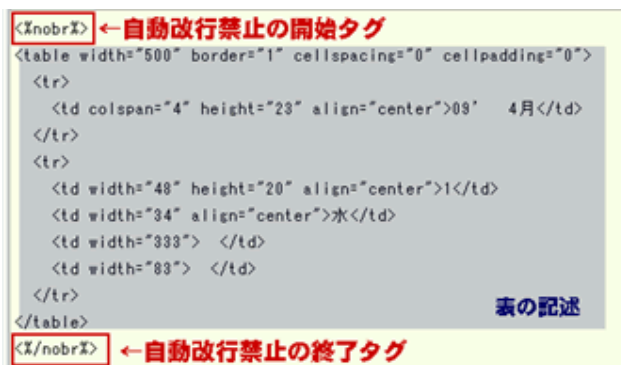 <%nobr%> ←自動改行禁止の開始タグ
<table width="500" border="1" cellspacing="0" cellpadding="0">
<tr>
<td colspan="4" height="23" align="center">09'　4月</td>
</tr>
<tr>
<td width="48" height="20" align="center">1</td>
<td width="34" align="center">水</td>
<td width="333">　</td>
<td width="83">　</td>
</tr>
表の記述
</table>
<%/nobr%> ←自動改行禁止の終了タグ